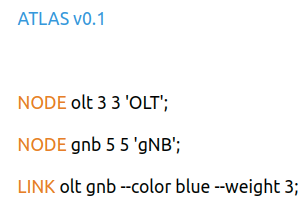 ATLAS v0.1
NODE olt 3 3 'OLT';
NODE gnb 5 5 'gNB';
LINK olt gnb --color blue --weight 3;